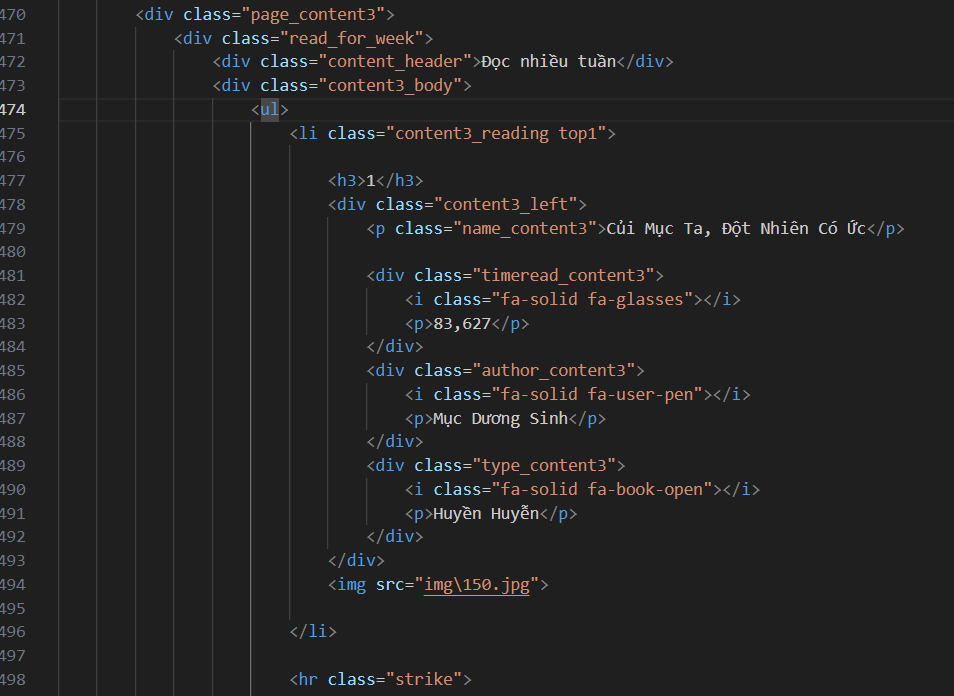 470 <div class="page_content3">
471 <div class="read_for_week">
472 <div class="content_header">Đọc nhiều tuần</div>
473 <div class="content3_body">
474 <ul>
475 <li class="content3_reading top1">
476
477 <h3>1</h3>
478 <div class="content3_left">
479 <p class="name_content3">Củi Mục Ta, Đột Nhiên Có Ức</p>
480
481 <div class="timeread_content3">
482 <i class="fa-solid fa-glasses"></i>
483 <p>83,627</p>
484 </div>
485 <div class="author_content3">
486 <i class="fa-solid fa-user-pen"></i>
487 <p>Mục Dương Sinh</p>
488 </div>
489 <div class="type_content3">
490 <i class="fa-solid fa-book-open"></i>
491 <p>Huyền Huyễn</p>
492 </div>
493 </div>
494 <img src="img\150.jpg">
495
496 </li>
497
498 <hr class="strike">